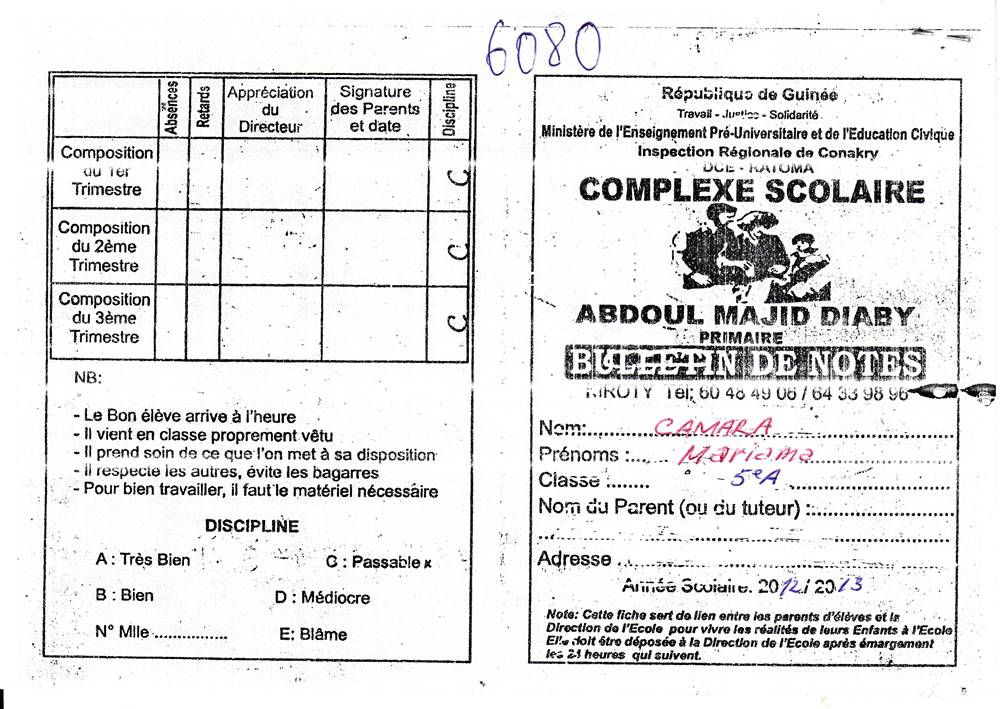 6080
Absences
Retards
Appréciation du Directeur
Signature des Parents et date
Discipline
Composition
du 1er
Trimestre
C
Composition
du 2ème
Trimestre
C
Composition
du 3ème
Trimestre
C
NB:
- Le Bon élève arrive à l'heure
- Il vient en classe proprement vêtu
- Il prend soin de ce que l'on met à sa disposition
- Il respecte les autres, évite les bagarres
- Pour bien travailler, il faut le matériel nécessaire
DISCIPLINE
A : Très Bien C : Passable x
B : Bien D : Médiocre
N° Mlle ............... E: Blâme
République de Guinée
Travail - Justice - Solidarité
Ministère de l'Enseignement Pré-Universitaire et de l'Education Civique
Inspection Régionale de Conakry
DCE - RATOMA
COMPLEXE SCOLAIRE
ABDOUL MAJID DIABY
PRIMAIRE
BULLETIN DE NOTES
Tél: 60 48 49 06 / 64 33 98 96
Nom: CAMARA
Prénoms : Mariama
Classe ....... 5eA
Nom du Parent (ou du tuteur) :
Adresse
Année Scolaire: 2012 / 2013
Note: Cette fiche sert de lien entre les parents d'élèves et la
Direction de l'Ecole pour vivre les réalités de leurs Enfants à l'Ecole
Elle doit être déposée à la Direction de l'Ecole après émargement
les 24 heures qui suivent.